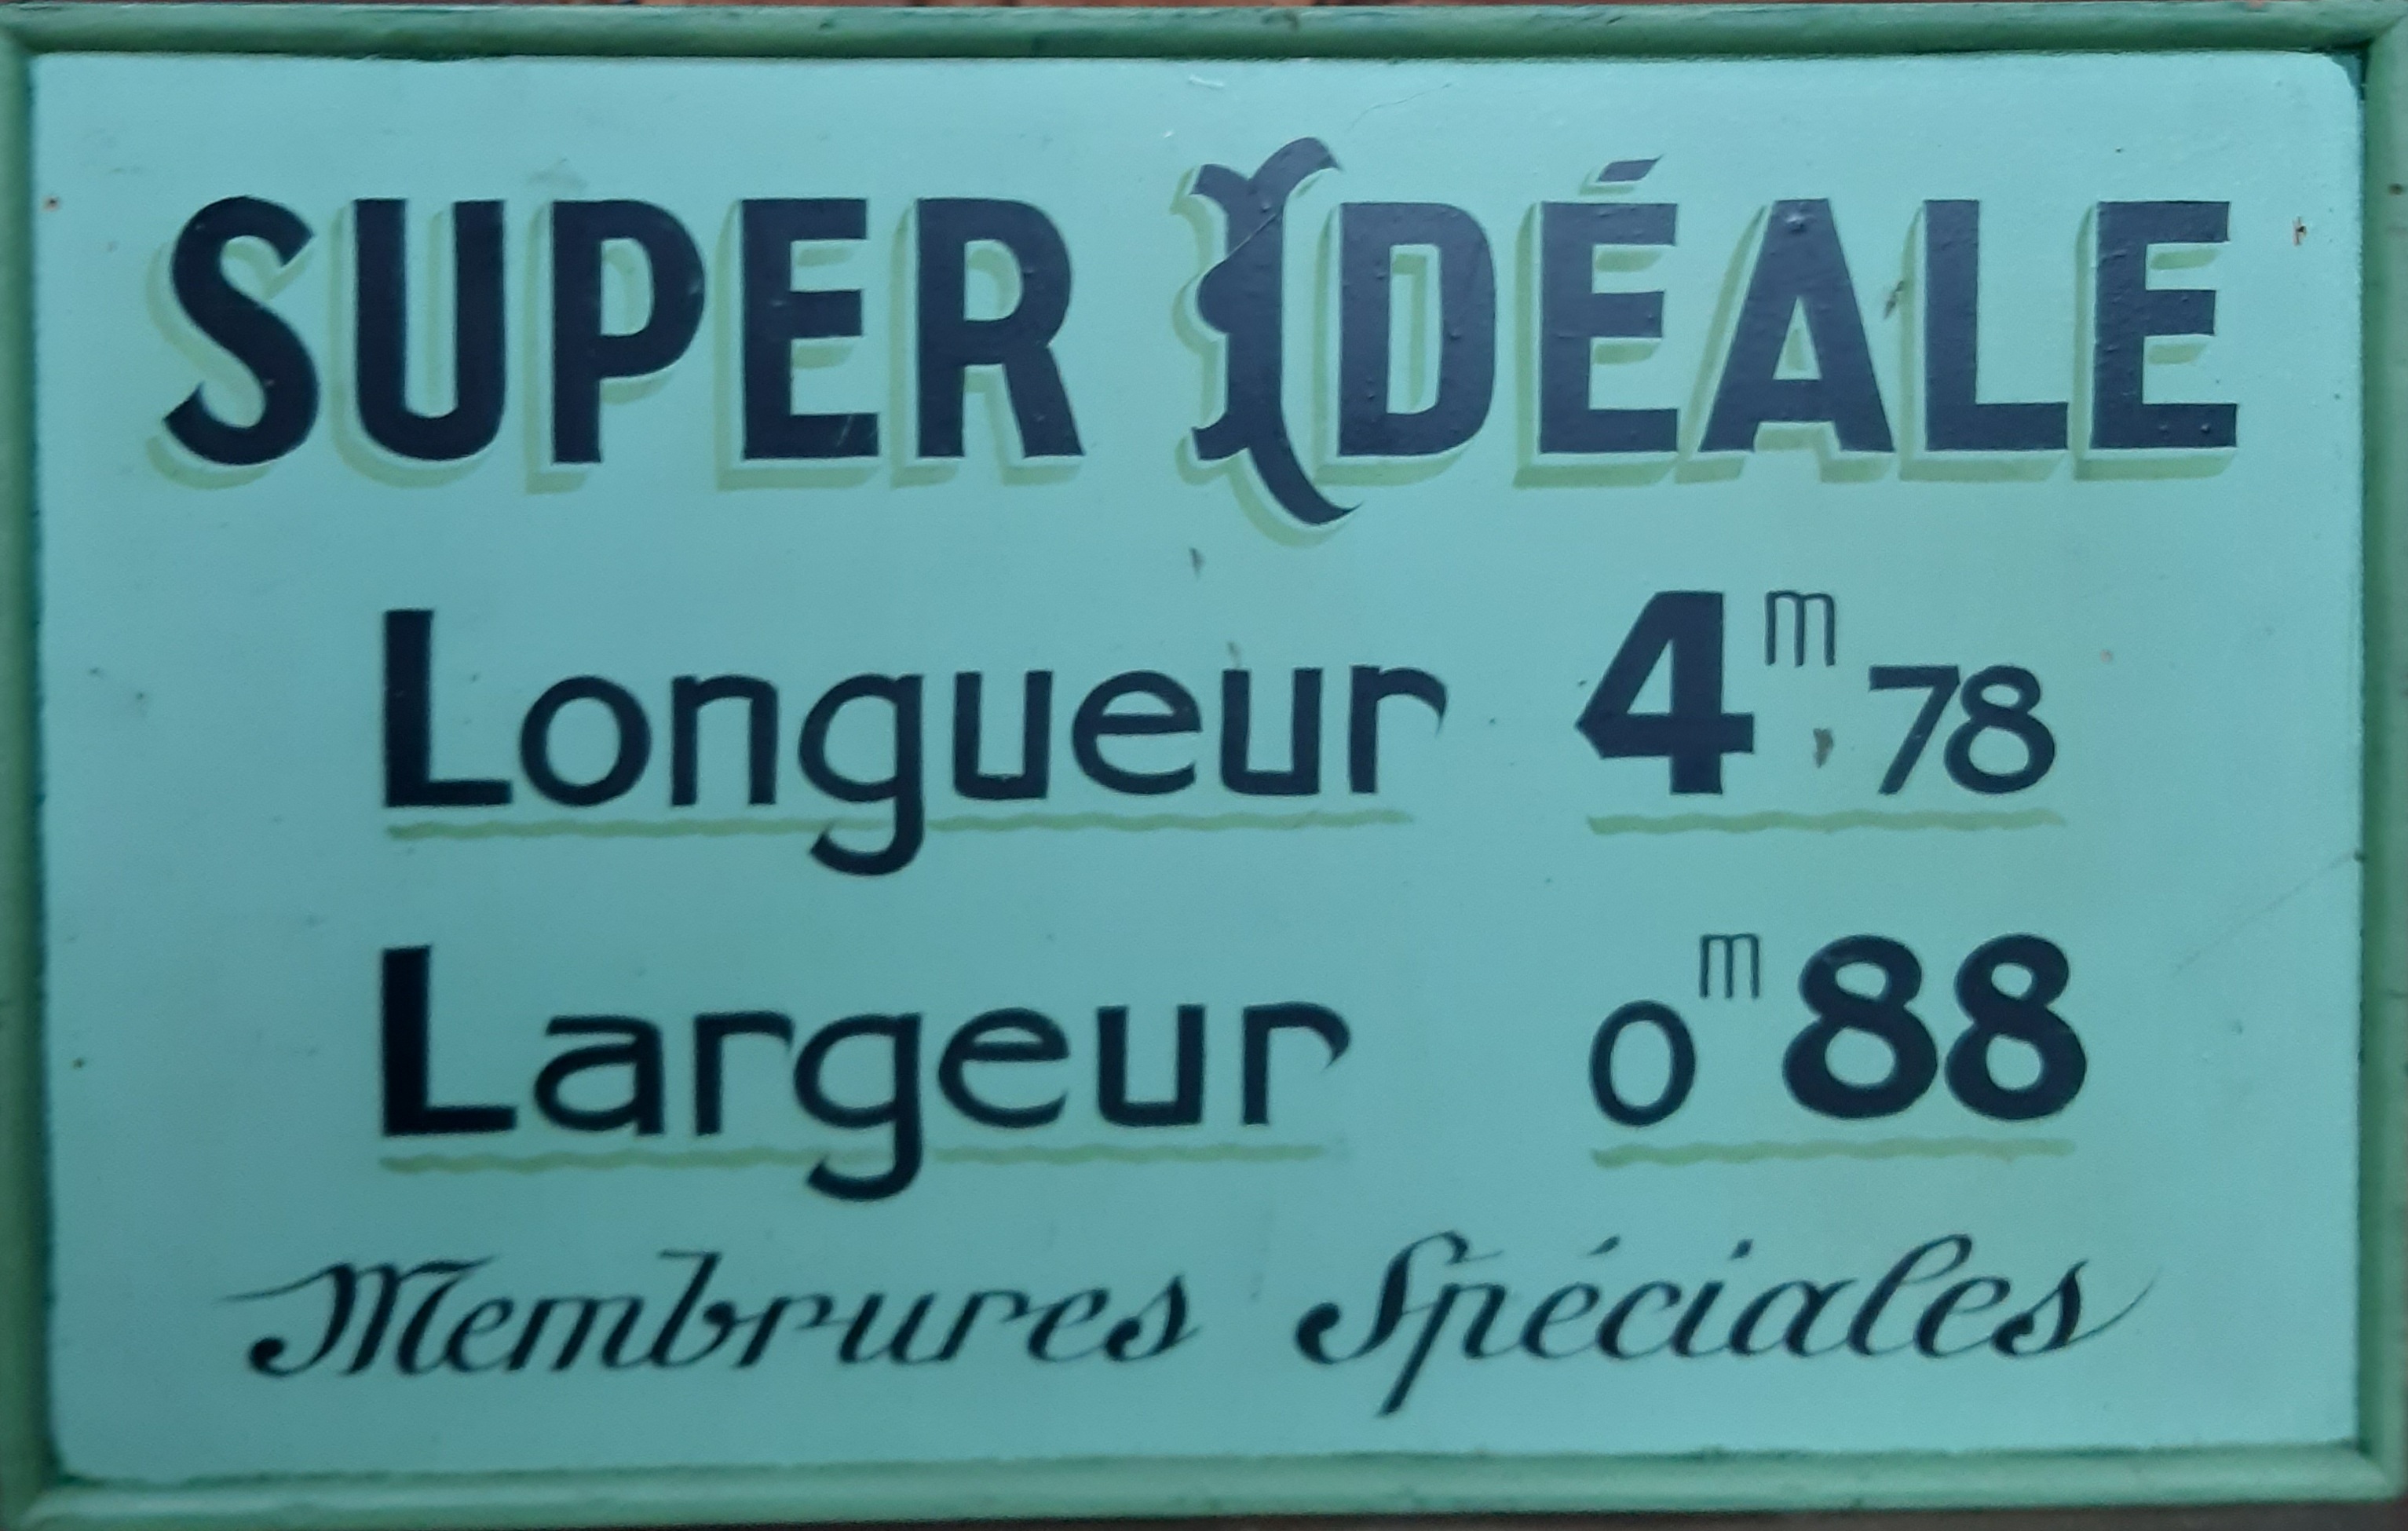 SUPER IDÉALE
Longueur 4m78
Largeur 0m88
Membrures Spéciales